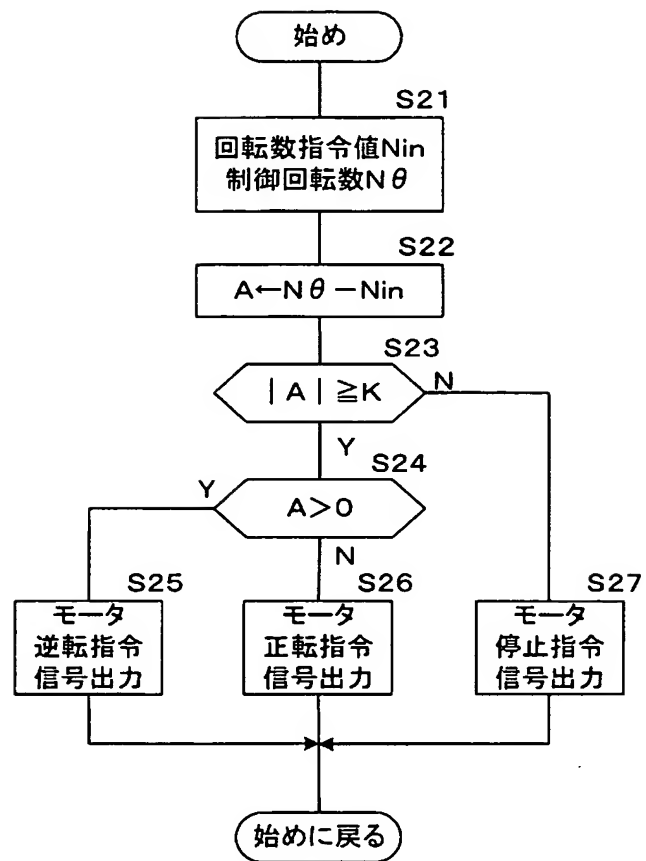 始め
S21
回転数指令値Nin
制御回転数Nθ
S22
A←Nθ－Nin
S23
｜A｜≧K
N
Y
S24
Y
A＞0
N
S25
モータ
逆転指令
信号出力
S26
モータ
正転指令
信号出力
S27
モータ
停止指令
信号出力
始めに戻る